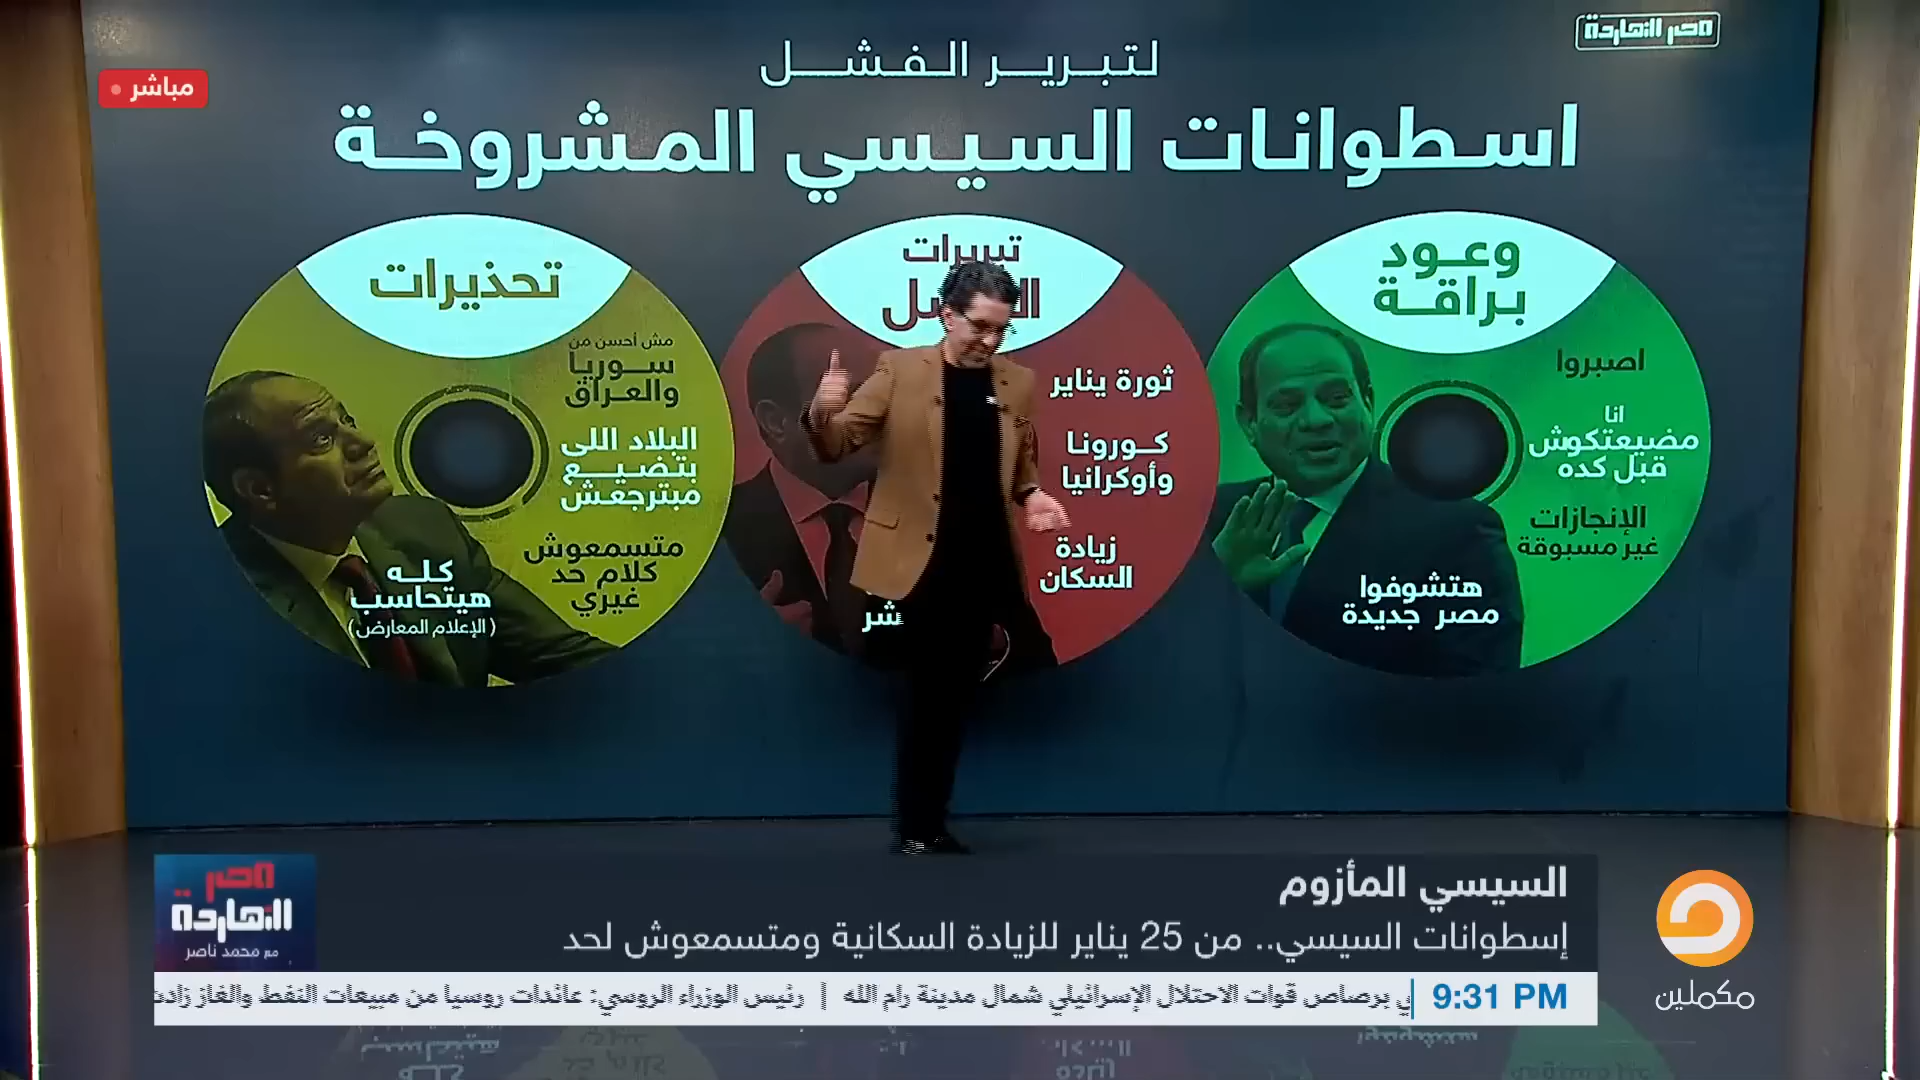 مصر النهاردة
مباشر
لتبرير الفشل
اسطوانات السيسي المشروخة
وعود
براقة
اصبروا
انا
مضيعتكوش
قبل كده
الإنجازات
غير مسبوقة
هتشوفوا
مصر جديدة
تبريرات
ثورة يناير
كورونا
وأوكرانيا
زيادة
السكان
تحذيرات
مش أحسن من
سوريا
والعراق
البلاد اللى
بتضيع
مبترجعش
متسمعوش
كلام حد
غيري
كله
هيتحاسب
(الإعلام المعارض)
السيسي المأزوم
إسطوانات السيسي.. من 25 يناير للزيادة السكانية ومتسمعوش لحد
مصر
النهاردة
مع محمد ناصر
9:31 PM
برصاص قوات الاحتلال الإسرائيلي شمال مدينة رام الله | رئيس الوزراء الروسي: عائدات روسيا من مبيعات النفط والغاز زادت
مكملين